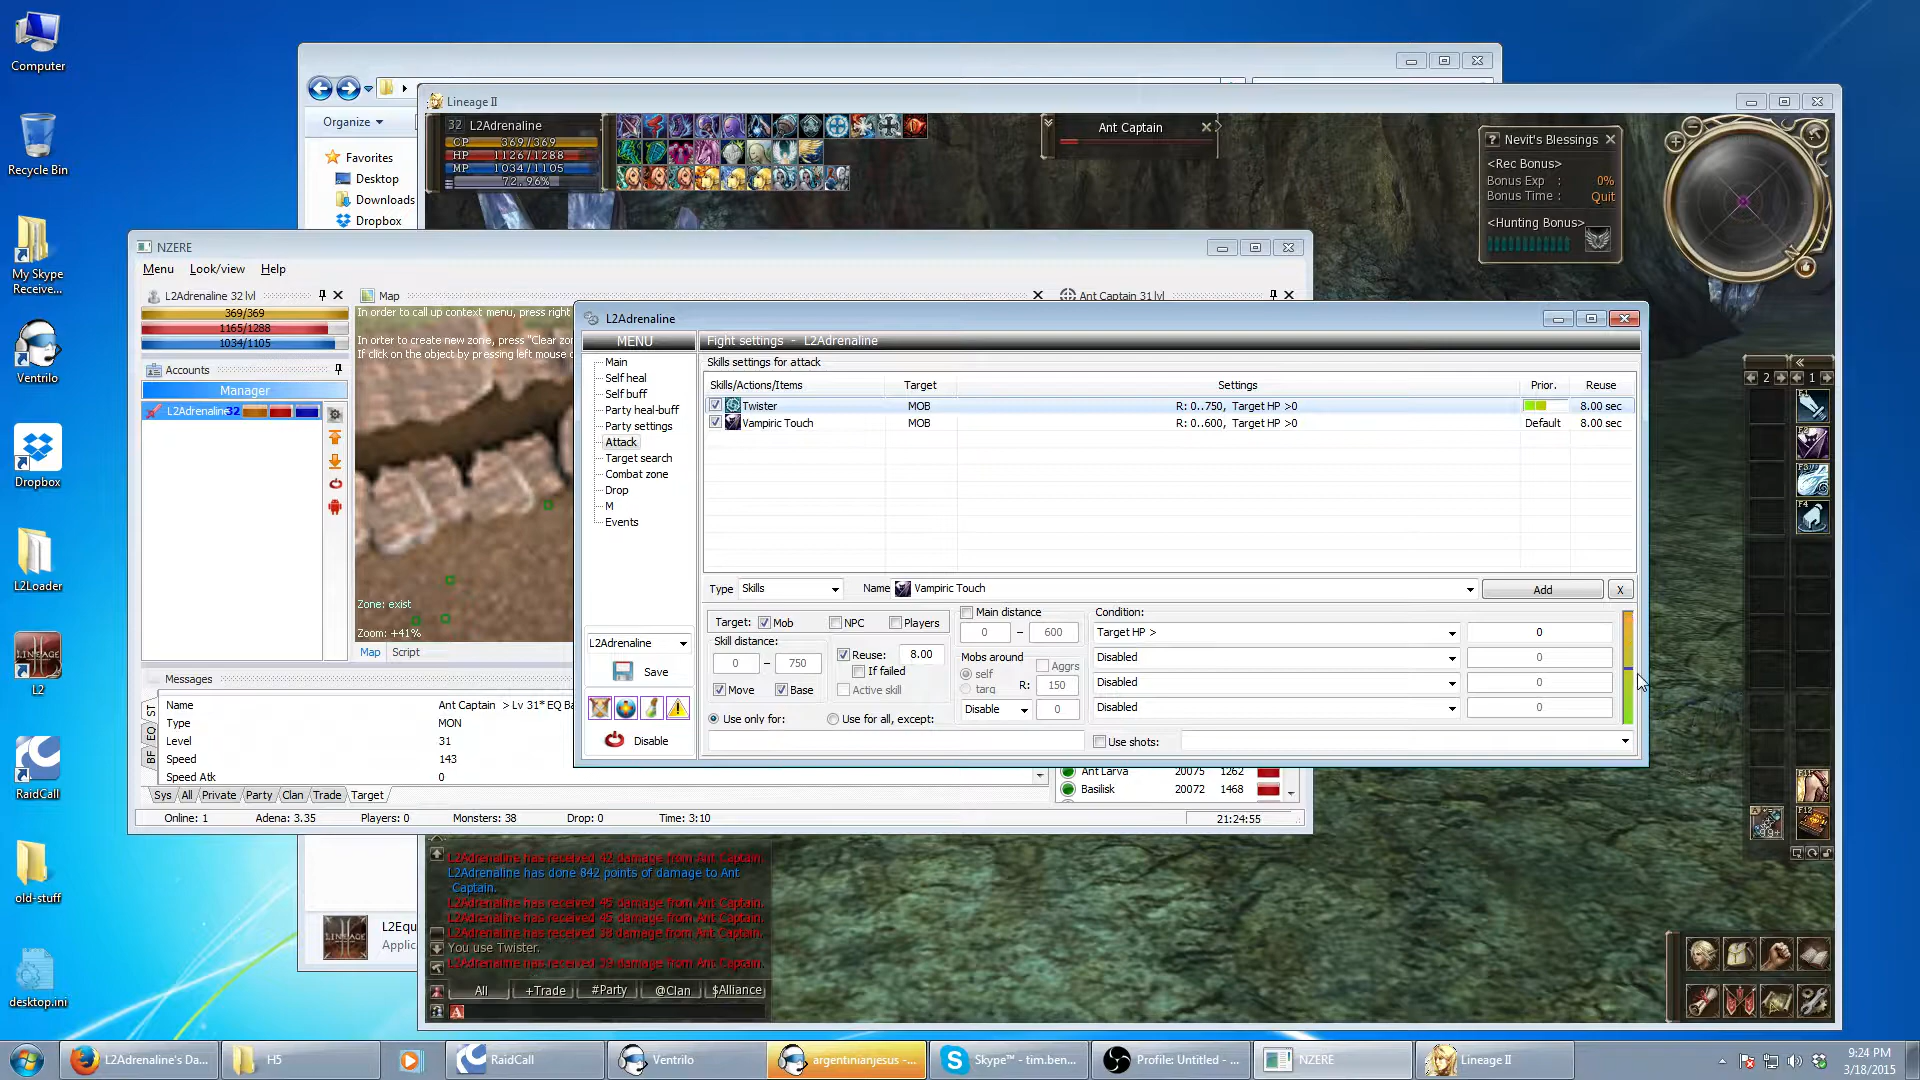 Computer
Recycle Bin
My Skype
Receive...
Ventrilo
Dropbox
L2Loader
L2
RaidCall
old-stuff
desktop.ini
Organize
Favorites
Desktop
Downloads
Dropbox
L2Equ
Applic
Lineage II
32 L2Adrenaline
CP 369/369
HP 1126/1288
MP 1034/1105
72.96%
Ant Captain
Nevit's Blessings
<Rec Bonus>
Bonus Exp : 0%
Bonus Time : Quit
<Hunting Bonus>
2
1
F2
F3
F4
F11
F12
NZERE
Menu Look/view Help
L2Adrenaline 32 lvl
369/369
1165/1288
1034/1105
Accounts
Manager
L2Adrenaline 32
Map
In order to call up context menu, press right
In orter to create new zone, press "Clear zor
If click on the object by pressing left mouse c
Zone: exist
Zoom: +41%
Map Script
Ant Captain 31 lvl
Messages
ST
EQ
BF
Name Ant Captain > Lv 31* EQ Ba
Type MON
Level 31
Speed 143
Speed Atk 0
Sys All Private Party Clan Trade Target
Ant Larva 20075 1262
Basilisk 20072 1468
Online: 1 Adena: 3.35 Players: 0 Monsters: 38 Drop: 0 Time: 3:10 21:24:55
L2Adrenaline
MENU
Main
Self heal
Self buff
Party heal-buff
Party settings
Attack
Target search
Combat zone
Drop
M
Events
L2Adrenaline
Save
Disable
Fight settings - L2Adrenaline
Skills settings for attack
Skills/Actions/Items Target Settings Prior. Reuse
Twister MOB R: 0..750, Target HP >0 8.00 sec
Vampiric Touch MOB R: 0..600, Target HP >0 Default 8.00 sec
Type Skills Name Vampiric Touch Add X
Target: Mob NPC Players
Skill distance:
0 – 750
Move Base
Reuse: 8.00
If failed
Active skill
Use only for: Use for all, except:
Main distance
0 – 600
Mobs around Aggrs
self
targ R: 150
Disable 0
Condition:
Target HP > 0
Disabled 0
Disabled 0
Disabled 0
Use shots:
L2Adrenaline has received 42 damage from Ant Captain.
L2Adrenaline has done 842 points of damage to Ant
Captain.
L2Adrenaline has received 45 damage from Ant Captain.
L2Adrenaline has received 45 damage from Ant Captain.
L2Adrenaline has received 38 damage from Ant Captain.
You use Twister.
L2Adrenaline has received 39 damage from Ant Captain.
All +Trade #Party @Clan $Alliance
A
L2Adrenaline's Da...
H5
RaidCall
Ventrilo
argentinianjesus -...
Skype™ - tim.ben...
Profile: Untitled - ...
NZERE
Lineage II
9:24 PM
3/18/2015